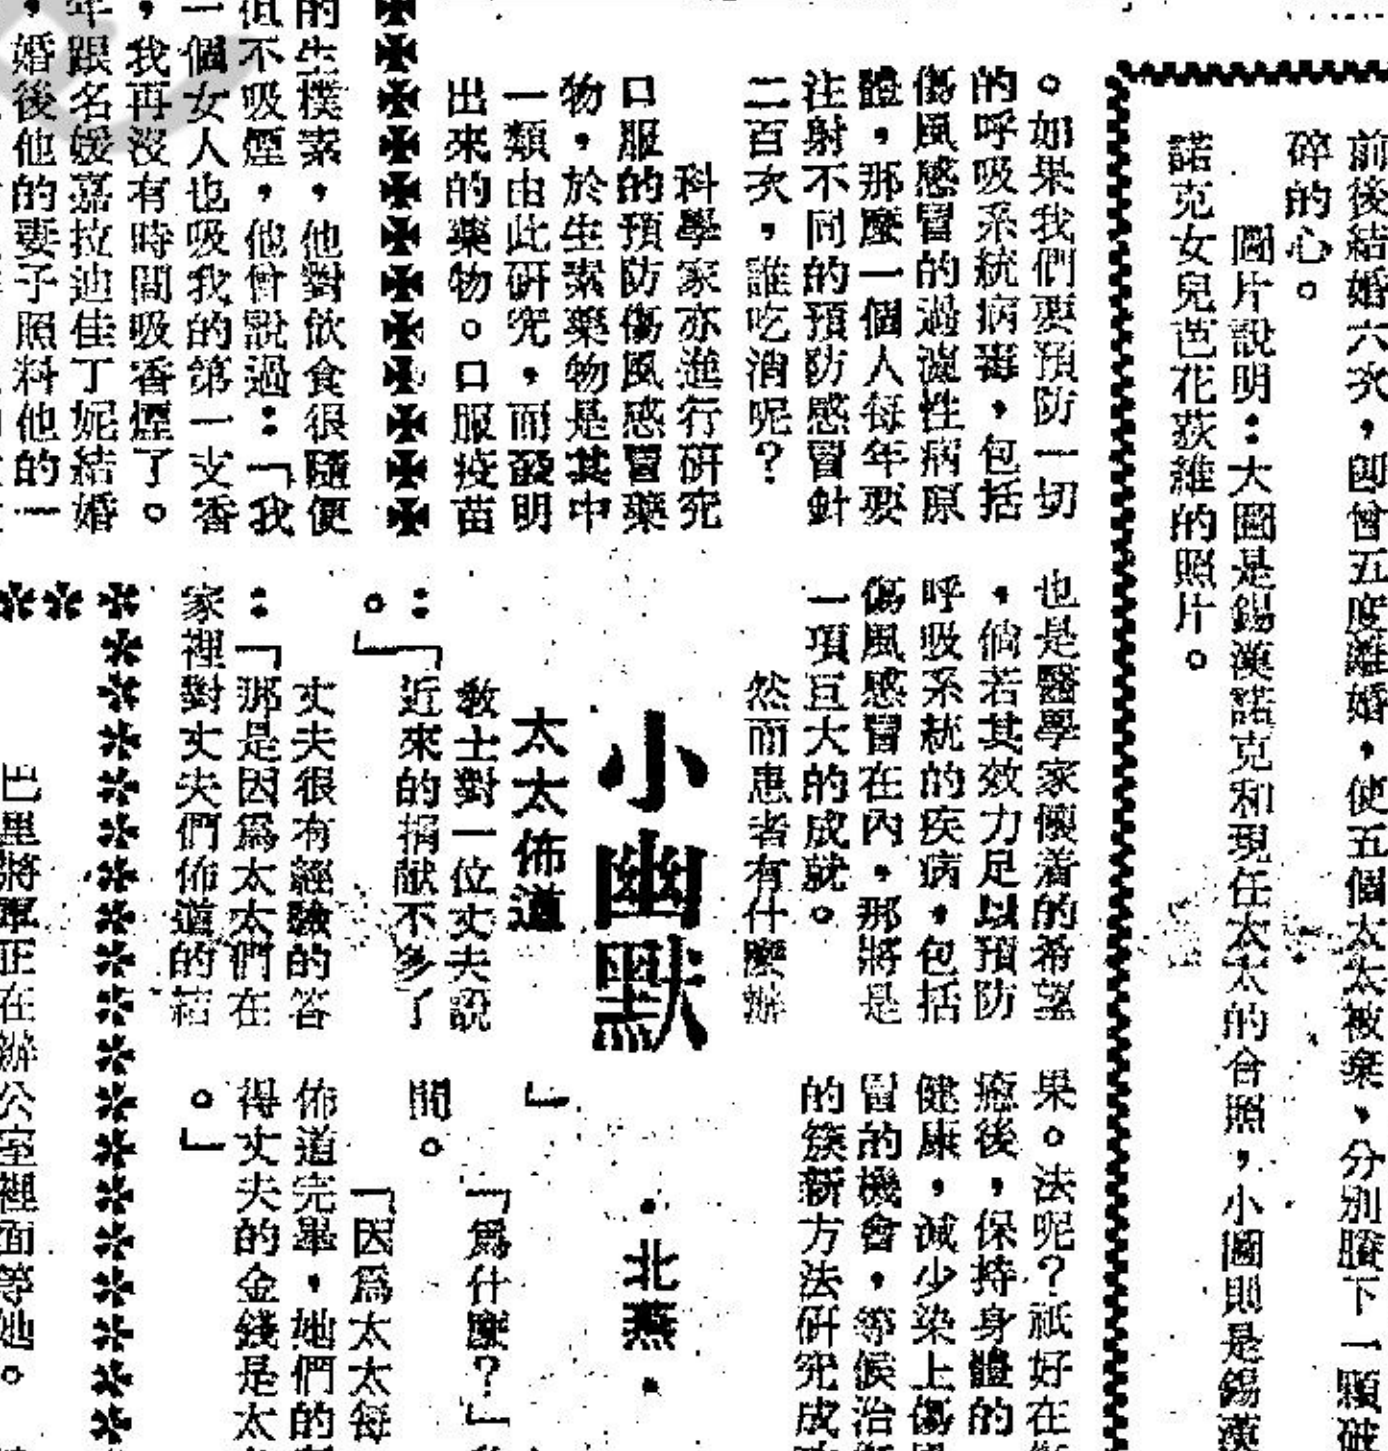 前後結婚六次，卽曾五度離婚，使五個太太被棄，分別賸下一顆破
碎的心。
圖片說明：大圖是錫漢諾克和現任太太的合照，小圖則是錫漢
諾克女兒芭花荻維的照片。
。如果我們要預防一切
的呼吸系統病毒，包括
傷風感冒的過濾性病原
體，那麼一個人每年要
注射不同的預防感冒針
二百次，誰吃消呢？
科學家亦進行研究
口服的預防傷風感冒藥
物，於生素藥物是其中
一類由此研究，而發明
出來的藥物。口服疫苗
也是醫學家懷着的希望
，倘若其效力足以預防
呼吸系統的疾病，包括
傷風感冒在內，那將是
一項巨大的成就。
然而患者有什麼辦
果。法呢？祇好在
癒後，保持身體的
健康，減少染上傷
冒的機會，等候治
的簇新方法研究成
小幽默
•北燕•
太太佈道
教士對一位丈夫說
：「近來的捐献不多了
。」
丈夫很有經驗的答
：「那是因爲太太們在
家裡對丈夫們佈道的結
」
「爲什麼？」
問。
「因爲太太每
佈道完畢，她們的
得丈夫的金錢是太
。」
的生樸素，他對飲食很隨便
但不吸煙，他曾說過：「我
一個女人也吸我的第一支香
，我再沒有時間吸香煙了。
年跟名媛嘉拉迪佳丁妮結婚
，婚後他的妻子照料他的一
巴里將軍正在辦公室裡面等她。